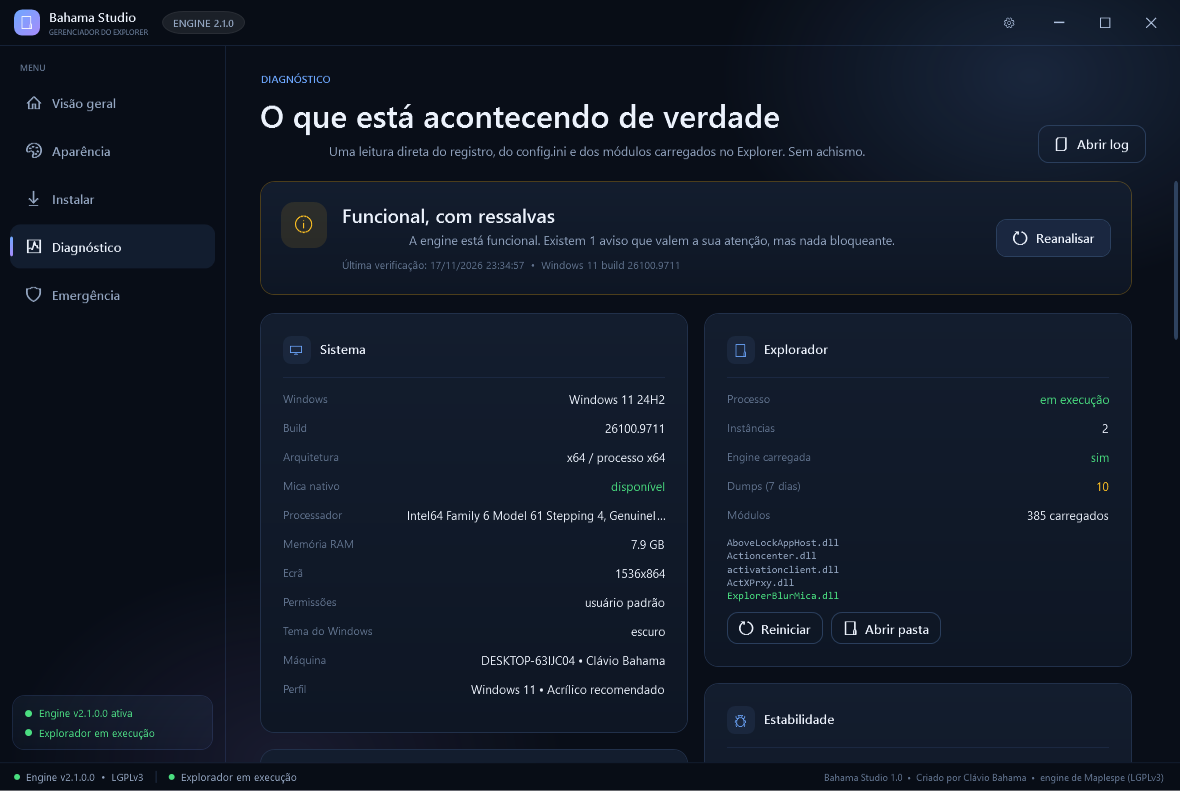 Bahama Studio
GERENCIADOR DO EXPLORER
ENGINE 2.1.0
MENU
Visão geral
Aparência
Instalar
Diagnóstico
Emergência
Engine v2.1.0.0 ativa
Explorador em execução
DIAGNÓSTICO
O que está acontecendo de verdade
Uma leitura direta do registro, do config.ini e dos módulos carregados no Explorer. Sem achismo.
Abrir log
Funcional, com ressalvas
A engine está funcional. Existem 1 aviso que valem a sua atenção, mas nada bloqueante.
Última verificação: 17/11/2026 23:34:57 • Windows 11 build 26100.9711
Reanalisar
Sistema
Windows Windows 11 24H2
Build 26100.9711
Arquitetura x64 / processo x64
Mica nativo disponível
Processador Intel64 Family 6 Model 61 Stepping 4, GenuineI...
Memória RAM 7.9 GB
Ecrã 1536x864
Permissões usuário padrão
Tema do Windows escuro
Máquina DESKTOP-63IJC04 • Clávio Bahama
Perfil Windows 11 • Acrílico recomendado
Explorador
Processo em execução
Instâncias 2
Engine carregada sim
Dumps (7 dias) 10
Módulos 385 carregados
AboveLockAppHost.dll
Actioncenter.dll
activationclient.dll
ActXPrxy.dll
ExplorerBlurMica.dll
Reiniciar
Abrir pasta
Estabilidade
Engine v2.1.0.0 • LGPLv3 | Explorador em execução
Bahama Studio 1.0 • Criado por Clávio Bahama • engine de Maplespe (LGPLv3)